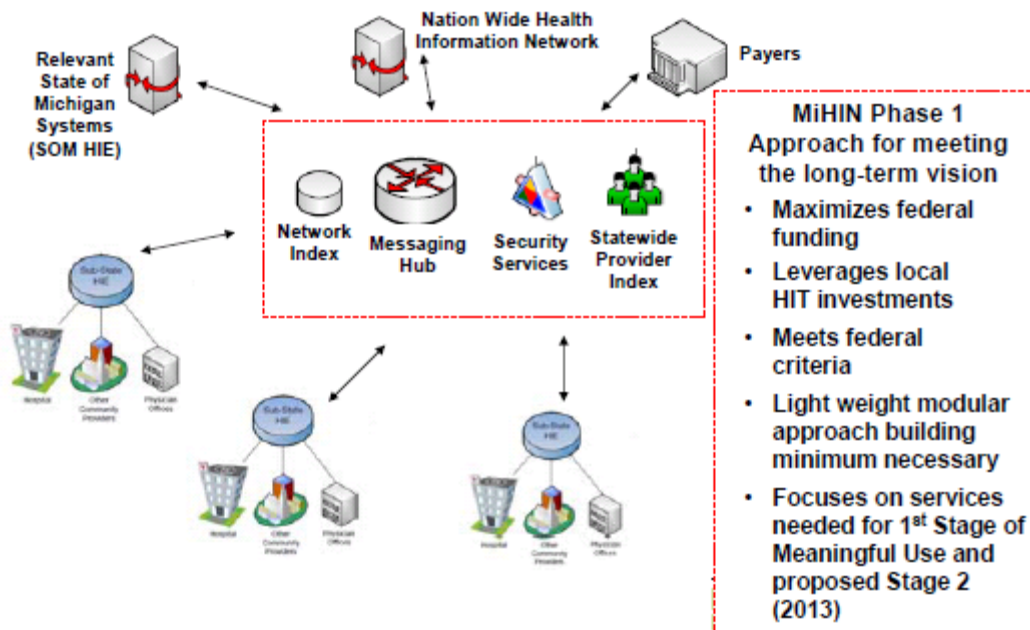 Nation Wide Health
Information Network
Relevant
State of
Michigan
Systems
(SOM HIE)
Payers
Network
Index
Messaging
Hub
Security
Services
Statewide
Provider
Index
Sub-State
HIE
Hospital
Other
Community
Providers
Physician
Offices
Sub-State
HIE
Hospital
Other
Community
Providers
Physician
Offices
Sub-State
HIE
Hospital
Other
Community
Providers
Physician
Offices
MiHIN Phase 1
Approach for meeting
the long-term vision
• Maximizes federal
funding
• Leverages local
HIT investments
• Meets federal
criteria
• Light weight modular
approach building
minimum necessary
• Focuses on services
needed for 1st Stage of
Meaningful Use and
proposed Stage 2
(2013)